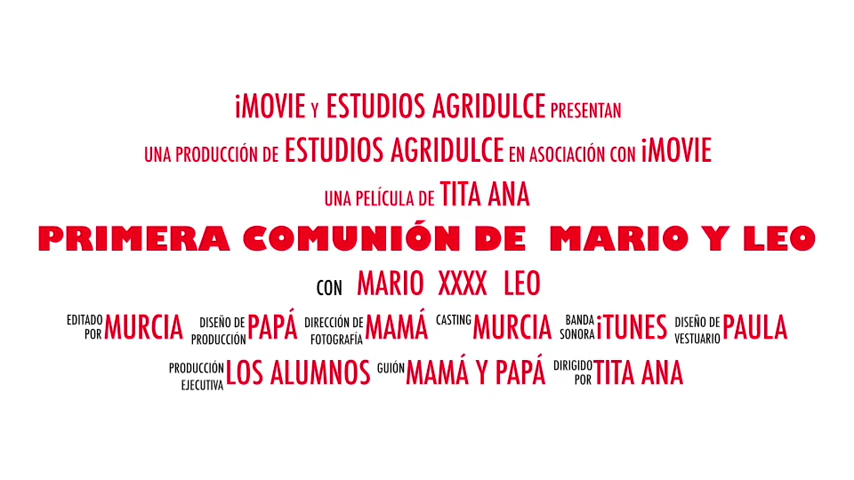 iMOVIE Y ESTUDIOS AGRIDULCE PRESENTAN
UNA PRODUCCIÓN DE ESTUDIOS AGRIDULCE EN ASOCIACIÓN CON iMOVIE
UNA PELÍCULA DE TITA ANA
PRIMERA COMUNIÓN DE MARIO Y LEO
CON MARIO XXXX LEO
EDITADO POR MURCIA DISEÑO DE PRODUCCIÓN PAPÁ DIRECCIÓN DE FOTOGRAFÍA MAMÁ CASTING MURCIA BANDA SONORA iTUNES DISEÑO DE VESTUARIO PAULA
PRODUCCIÓN EJECUTIVA LOS ALUMNOS GUIÓN MAMÁ Y PAPÁ DIRIGIDO POR TITA ANA